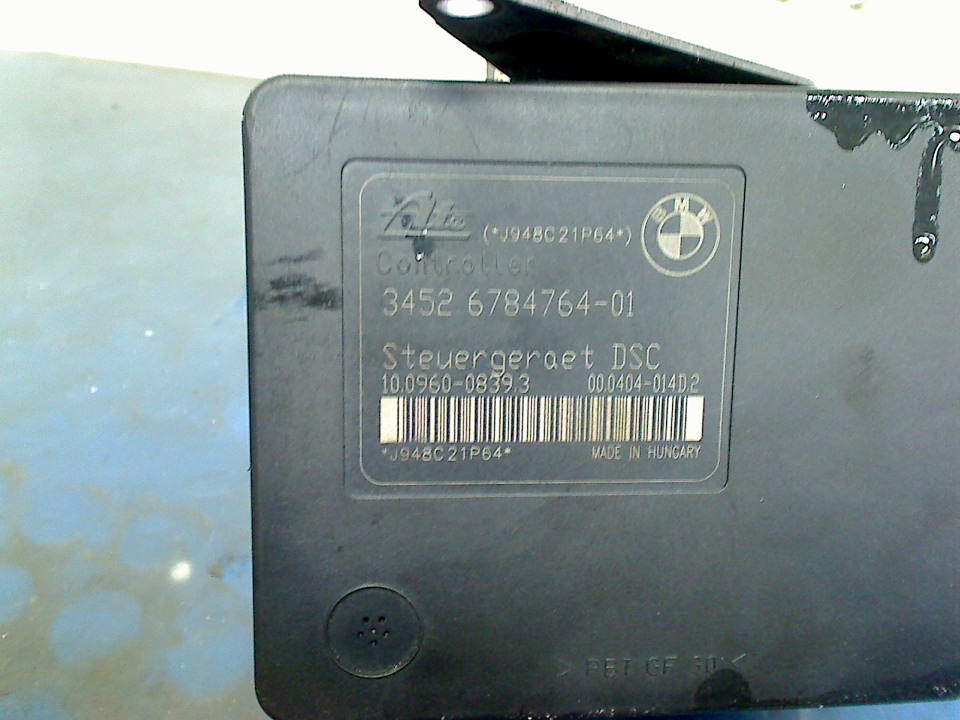 Ate (*J948C21P64*) BMW
Controller
3452 6784764-01
Steuergeraet DSC
10.0960-0839.3 00.0404-014D.2
*J948C21P64* MADE IN HUNGARY
>PBT GF 30<